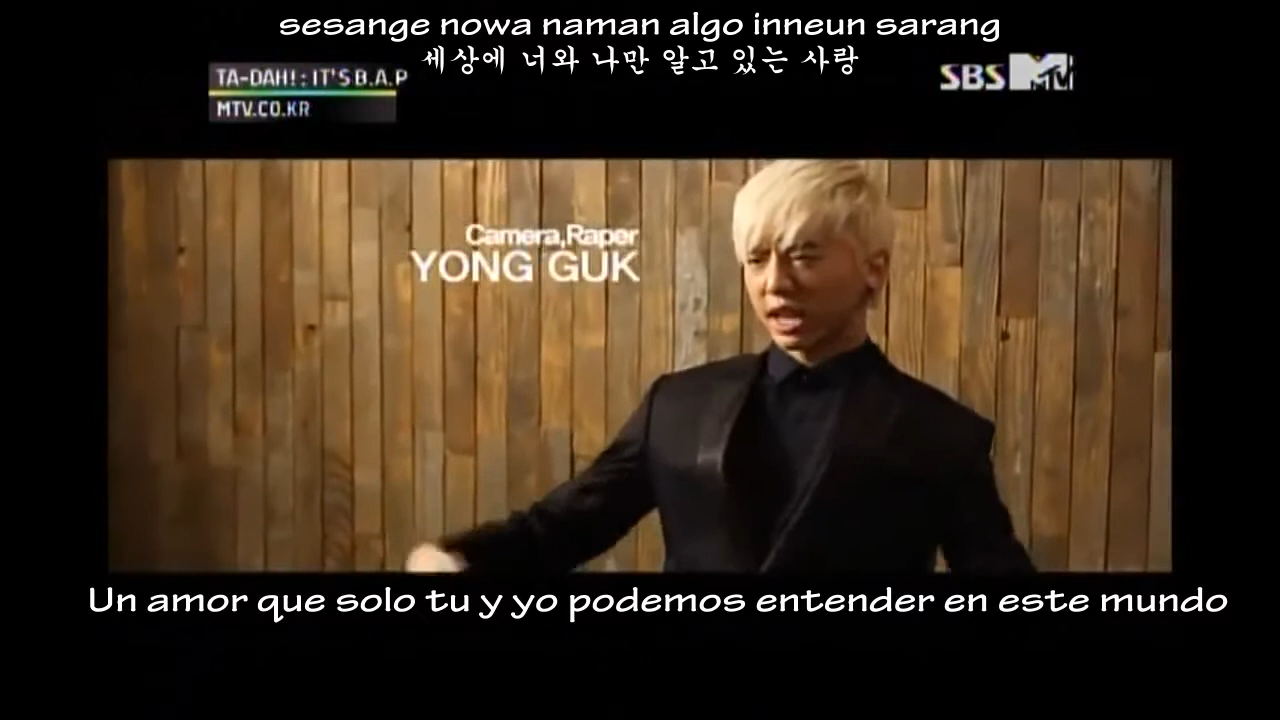 sesange nowa naman algo inneun sarang
세상에 너와 나만 알고 있는 사랑
TA-DAH! : IT'S B.A.P
MTV.CO.KR
SBS MTV
Camera,Raper
YONG GUK
Un amor que solo tu y yo podemos entender en este mundo